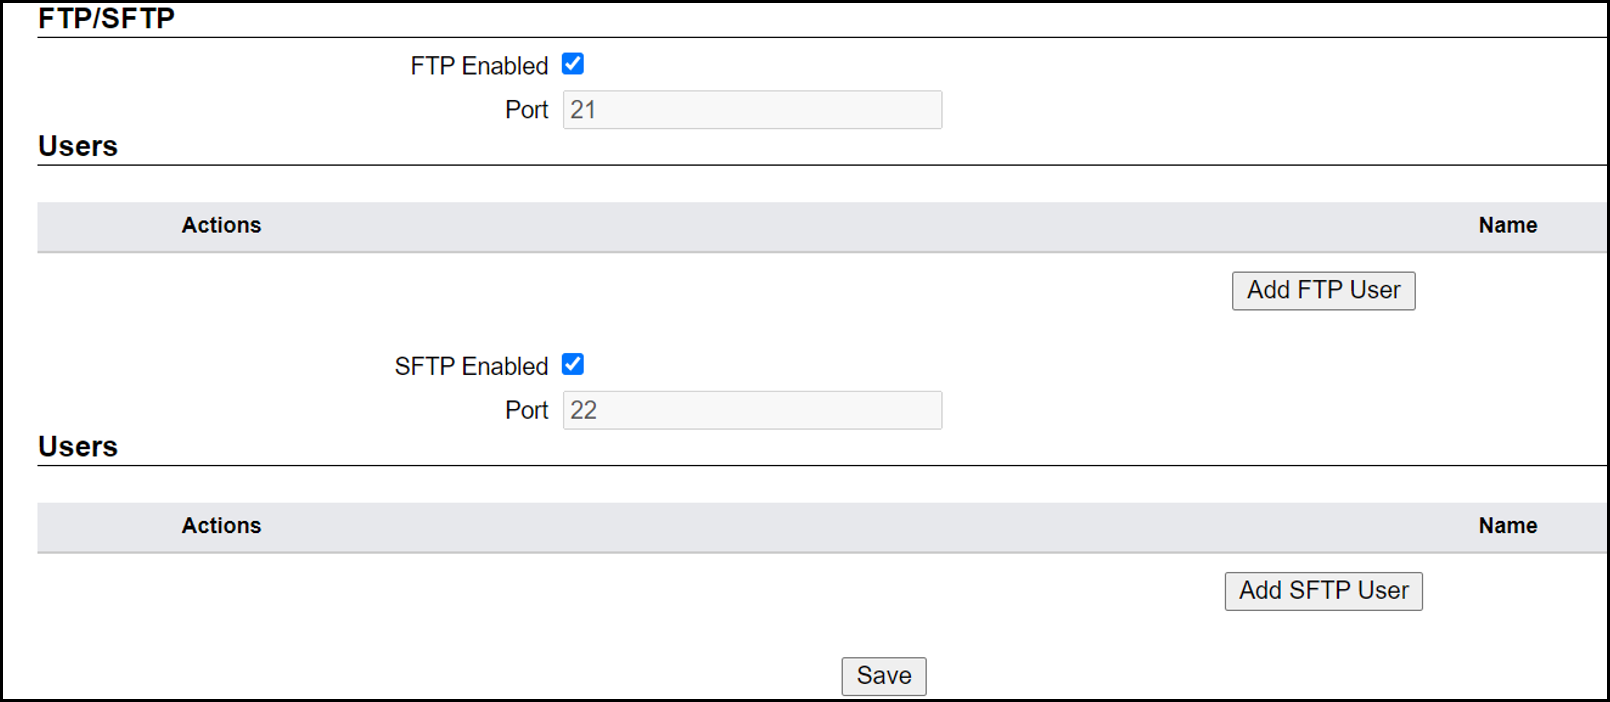 FTP/SFTP
FTP Enabled
Port 21
Users
Actions Name
Add FTP User
SFTP Enabled
Port 22
Users
Actions Name
Add SFTP User
Save